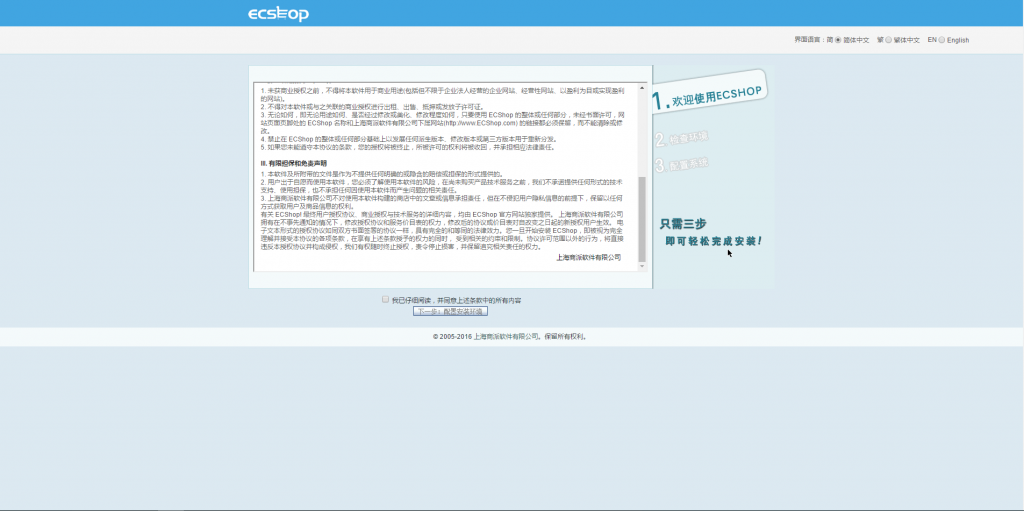 ecshop
界面语言：简 简体中文 繁 繁体中文 EN English
1. 未获商业授权之前，不得将本软件用于商业用途(包括但不限于企业法人经营的企业网站、经营性网站、以盈利为目或实现盈利
的网站)。
2. 不得对本软件或与之关联的商业授权进行出租、出售、抵押或发放子许可证。
3. 无论如何，即无论用途如何、是否经过修改或美化、修改程度如何，只要使用 ECShop 的整体或任何部分，未经书面许可，网
站页面页脚处的 ECShop 名称和上海商派软件有限公司下属网站(http://www.ECShop.com) 的链接都必须保留，而不能清除或修
改。
4. 禁止在 ECShop 的整体或任何部分基础上以发展任何派生版本、修改版本或第三方版本用于重新分发。
5. 如果您未能遵守本协议的条款，您的授权将被终止，所被许可的权利将被收回，并承担相应法律责任。
III. 有限担保和免责声明
1. 本软件及所附带的文件是作为不提供任何明确的或隐含的赔偿或担保的形式提供的。
2. 用户出于自愿而使用本软件，您必须了解使用本软件的风险，在尚未购买产品技术服务之前，我们不承诺提供任何形式的技术
支持、使用担保，也不承担任何因使用本软件而产生问题的相关责任。
3. 上海商派软件有限公司不对使用本软件构建的商店中的文章或信息承担责任，但在不侵犯用户隐私信息的前提下，保留以任何
方式获取用户及商品信息的权利。
有关 ECShop 最终用户授权协议、商业授权与技术服务的详细内容，均由 ECShop 官方网站独家提供。 上海商派软件有限公司
拥有在不事先通知的情况下，修改授权协议和服务价目表的权力，修改后的协议或价目表对自改变之日起的新授权用户生效。 电
子文本形式的授权协议如同双方书面签署的协议一样，具有完全的和等同的法律效力。您一旦开始安装 ECShop，即被视为完全
理解并接受本协议的各项条款，在享有上述条款授予的权力的同时，受到相关的约束和限制。协议许可范围以外的行为，将直接
违反本授权协议并构成侵权，我们有权随时终止授权，责令停止损害，并保留追究相关责任的权力。
上海商派软件有限公司
1.欢迎使用ECSHOP
2.检查环境
3.配置系统
只需三步
即可轻松完成安装！
我已仔细阅读，并同意上述条款中的所有内容
下一步：配置安装环境
© 2005-2016 上海商派软件有限公司。保留所有权利。